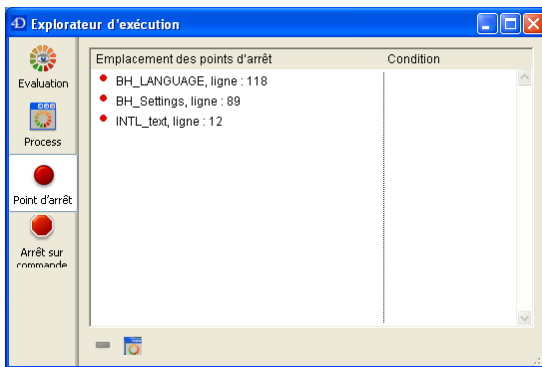 4D Explorateur d'exécution
Evaluation
Process
Point d'arrêt
Arrêt sur
commande
Emplacement des points d'arrêt Condition
BH_LANGUAGE, ligne : 118
BH_Settings, ligne : 89
INTL_text, ligne : 12